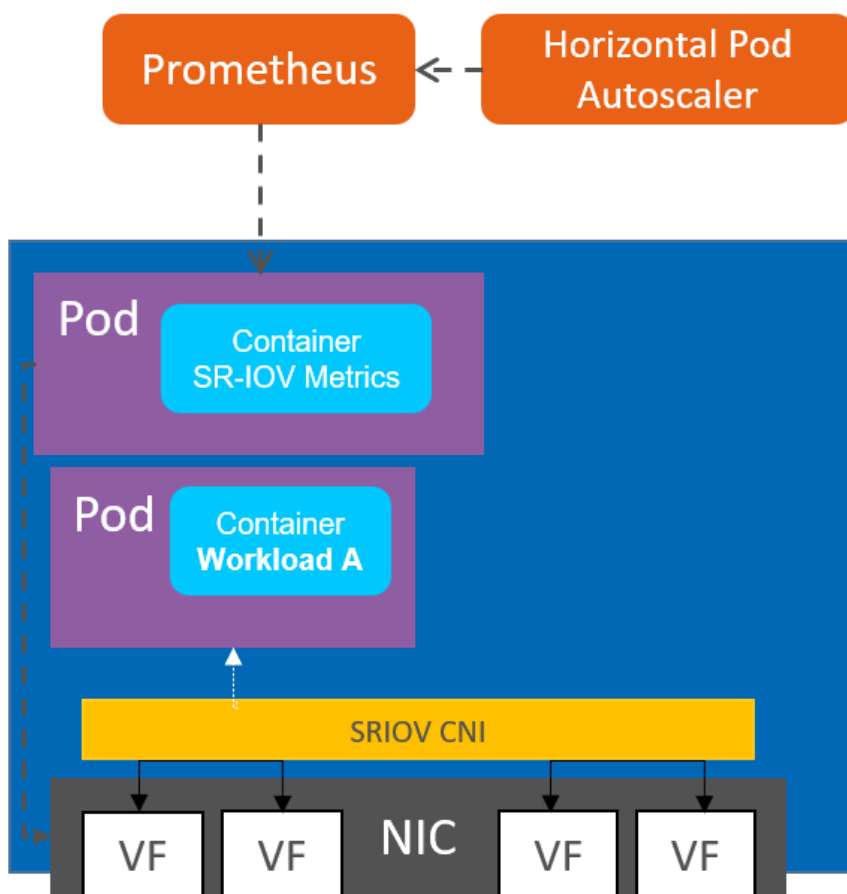 Prometheus
Horizontal Pod
Autoscaler
Pod
Container
SR-IOV Metrics
Pod
Container
Workload A
SRIOV CNI
VF
VF
NIC
VF
VF